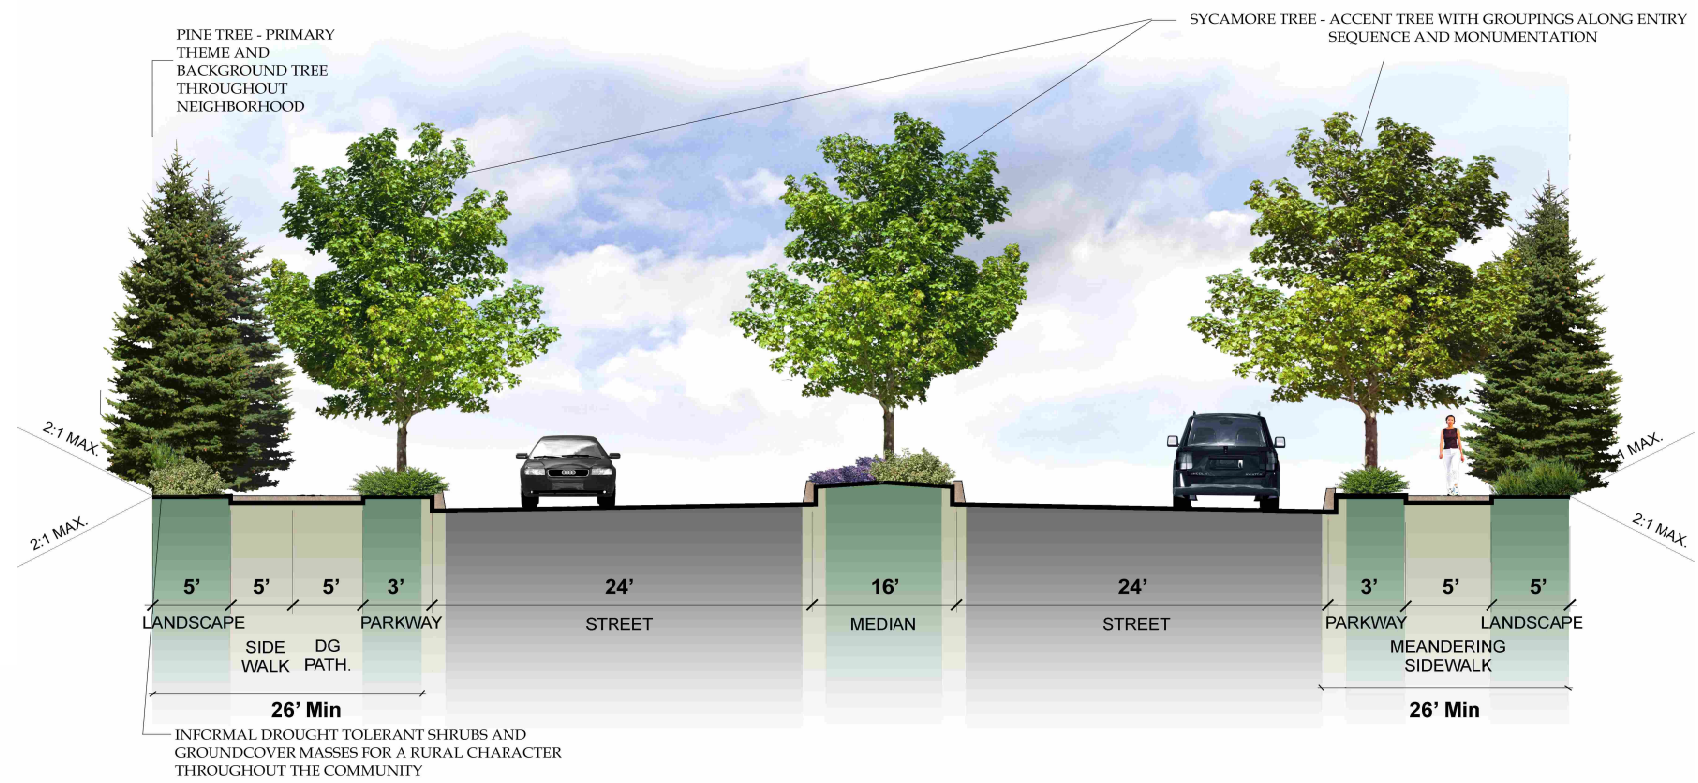 PINE TREE - PRIMARY
THEME AND
BACKGROUND TREE
THROUGHOUT
NEIGHBORHOOD
SYCAMORE TREE - ACCENT TREE WITH GROUPINGS ALONG ENTRY
SEQUENCE AND MONUMENTATION
2:1 MAX.
2:1 MAX.
1 MAX.
2:1 MAX.
5' 5' 5' 3' 24' 16' 24' 3' 5' 5'
LANDSCAPE PARKWAY STREET MEDIAN STREET PARKWAY LANDSCAPE
SIDE
WALK
DG
PATH.
MEANDERING
SIDEWALK
26' Min
26' Min
INFORMAL DROUGHT TOLERANT SHRUBS AND
GROUNDCOVER MASSES FOR A RURAL CHARACTER
THROUGHOUT THE COMMUNITY